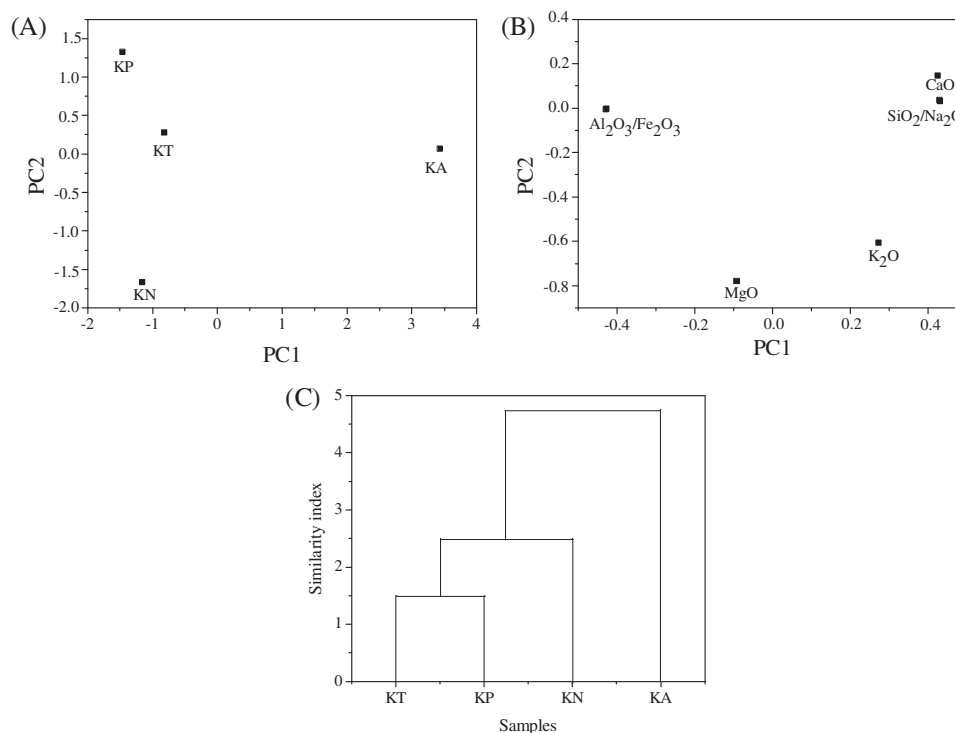 (A)
1.5
1.0
0.5
0.0
-0.5
-1.0
-1.5
-2.0
PC2
KP
KT
KA
KN
-2 -1 0 1 2 3 4
PC1
(B)
0.4
0.2
0.0
-0.2
-0.4
-0.6
-0.8
PC2
CaO
SiO2/Na2O
Al2O3/Fe2O3
K2O
MgO
-0.4 -0.2 0.0 0.2 0.4
PC1
(C)
5
4
3
2
1
0
Similarity index
KT KP KN KA
Samples